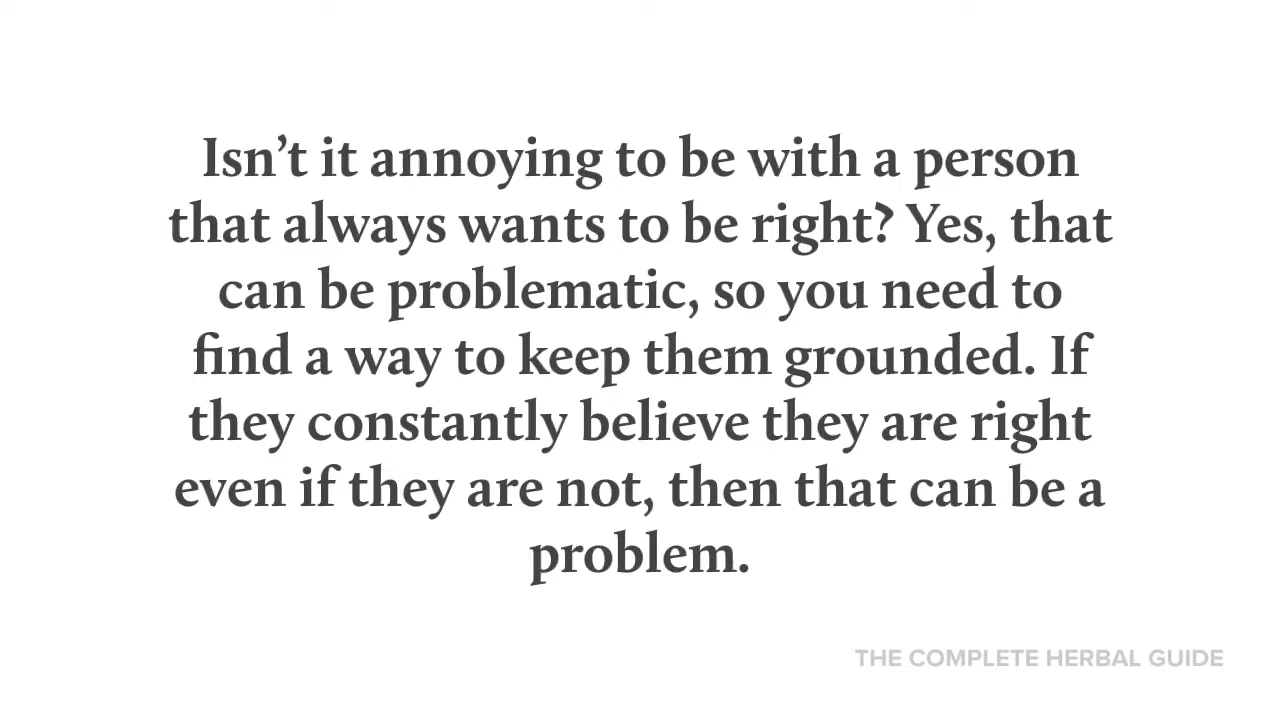 Isn’t it annoying to be with a person
that always wants to be right? Yes, that
can be problematic, so you need to
find a way to keep them grounded. If
they constantly believe they are right
even if they are not, then that can be a
problem.
THE COMPLETE HERBAL GUIDE